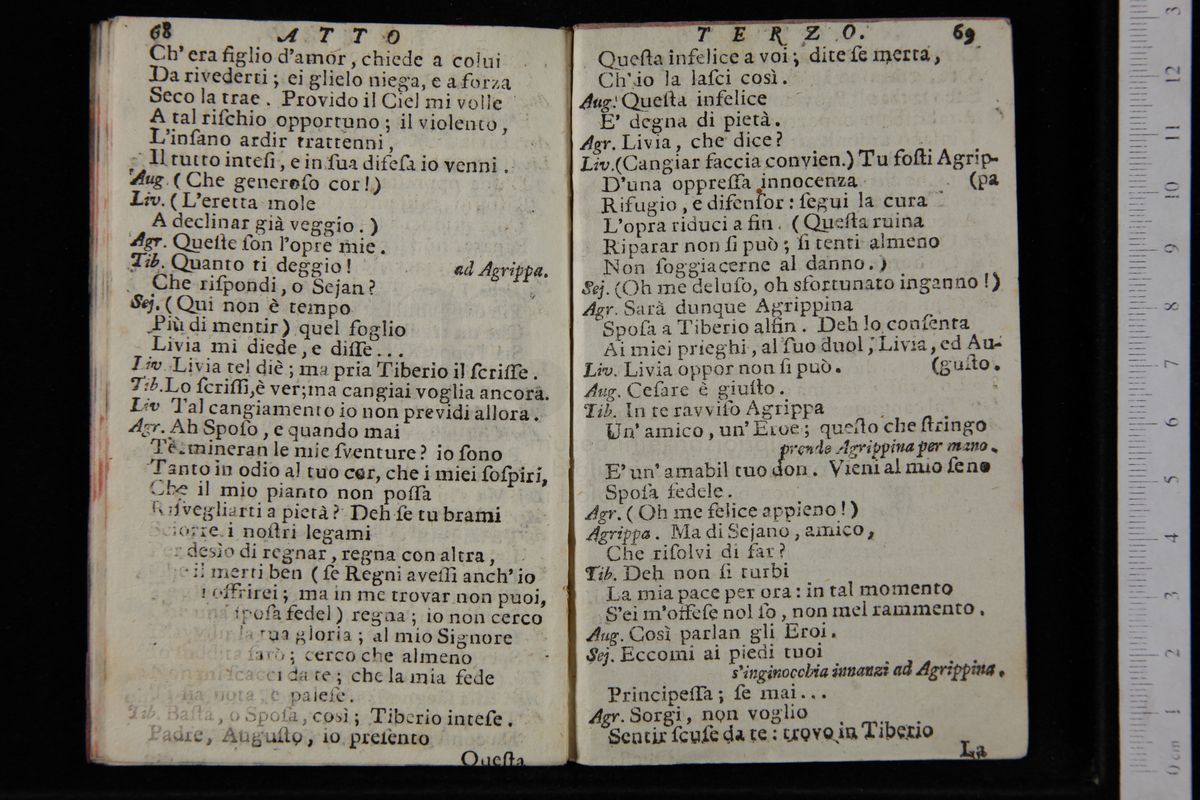 68 ATTO
Ch' era figlio d'amor, chiede a colui
Da rivederti; ei glielo niega, e a forza
Seco la trae. Provido il Ciel mi volle
A tal riſchio opportuno; il violento,
L'inſano ardir trattenni,
Il tutto inteſi, e in ſua difeſa io venni.
Aug. (Che generoſo cor!)
Liv. (L'eretta mole
A declinar già veggio.)
Agr. Queſte ſon l'opre mie.
Tib. Quanto ti deggio! ad Agrippa.
Che riſpondi, o Sejan?
Sej. (Qui non è tempo
Più di mentir) quel foglio
Livia mi diede, e diſſe...
Liv Livia tel diè; ma pria Tiberio il ſcriſſe.
Tib. Lo ſcriſſi, è ver; ma cangiai voglia ancora.
Liv Tal cangiamento io non previdi allora.
Agr. Ah Spoſo, e quando mai
Termineran le mie ſventure? io ſono
Tanto in odio al tuo cor, che i miei ſoſpiri,
Che il mio pianto non poſſa
Riſvegliarti a pietà? Deh ſe tu brami
Sciorre i noſtri legami
Per desìo di regnar, regna con altra,
Che il merti ben (ſe Regni aveſſi anch' io
offrirei; ma in me trovar non puoi,
ſpoſa fedel) regna; io non cerco
la tua gloria; al mio Signore
ſarò; cerco che almeno
Non mi ſcacci da te; che la mia fede
ſia nota, e paleſe.
Tib. Baſta, o Spoſa, così; Tiberio inteſe.
Padre, Auguſto, io preſento
Queſta
TERZO. 69
Queſta infelice a voi; dite ſe merta,
Ch' io la laſci così.
Aug. Queſta infelice
E' degna di pietà.
Agr. Livia, che dice?
Liv. (Cangiar faccia convien.) Tu foſti Agrip-
D'una oppreſſa innocenza (pa
Rifugio, e difenſor: ſegui la cura
L'opra riduci a fin. (Queſta ruina
Riparar non ſi può; ſi tenti almeno
Non ſoggiacerne al danno.)
Sej. (Oh me deluſo, oh sfortunato inganno!)
Agr. Sarà dunque Agrippina
Spoſa a Tiberio alfin. Deh lo conſenta
Ai miei prieghi, al ſuo duol, Livia, ed Au-
Liv. Livia oppor non ſi può. (guſto.
Aug. Ceſare è giuſto.
Tib. In te ravviſo Agrippa
Un' amico, un' Eroe; queſto che ſtringo
prende Agrippina per mano.
E' un' amabil tuo don. Vieni al mio ſeno
Spoſa fedele.
Agr. (Oh me felice appieno!)
Agrippa. Ma di Sejano, amico,
Che riſolvi di far?
Tib. Deh non ſi turbi
La mia pace per ora: in tal momento
S'ei m'offeſe nol ſo, non mel rammento.
Aug. Così parlan gli Eroi.
Sej. Eccomi ai piedi tuoi
s'inginocchia innanzi ad Agrippina.
Principeſſa; ſe mai...
Agr. Sorgi, non voglio
Sentir ſcuſe da te: trovo in Tiberio
La